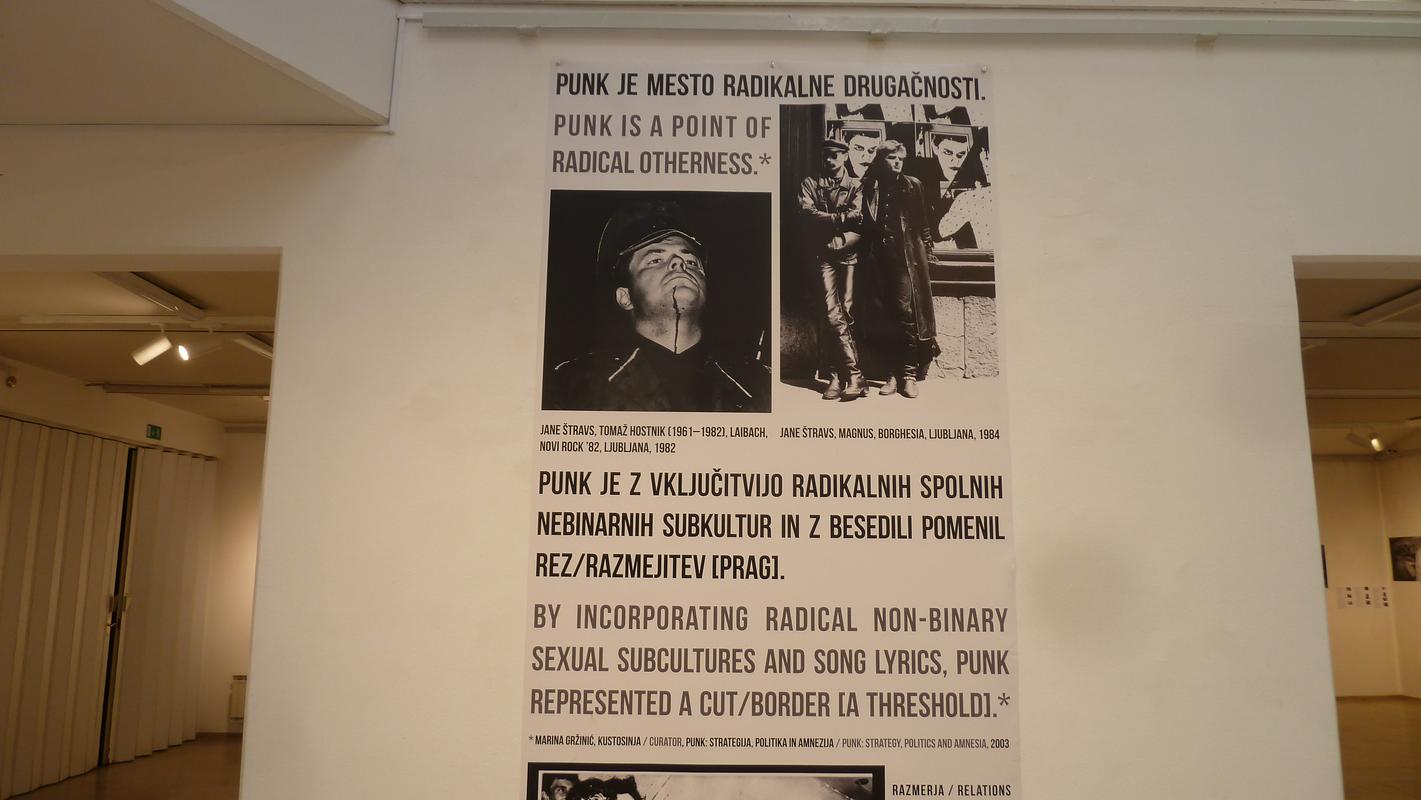 PUNK JE MESTO RADIKALNE DRUGAČNOSTI.
PUNK IS A POINT OF
RADICAL OTHERNESS.*
JANE ŠTRAVS, TOMAŽ HOSTNIK (1961–1982), LAIBACH,
NOVI ROCK '82, LJUBLJANA, 1982
JANE ŠTRAVS, MAGNUS, BORGHESIA, LJUBLJANA, 1984
PUNK JE Z VKLJUČITVIJO RADIKALNIH SPOLNIH
NEBINARNIH SUBKULTUR IN Z BESEDILI POMENIL
REZ/RAZMEJITEV [PRAG].
BY INCORPORATING RADICAL NON-BINARY
SEXUAL SUBCULTURES AND SONG LYRICS, PUNK
REPRESENTED A CUT/BORDER [A THRESHOLD].*
* MARINA GRŽINIĆ, KUSTOSINJA / CURATOR, PUNK: STRATEGIJA, POLITIKA IN AMNEZIJA / PUNK: STRATEGY, POLITICS AND AMNESIA, 2003
RAZMERJA / RELATIONS